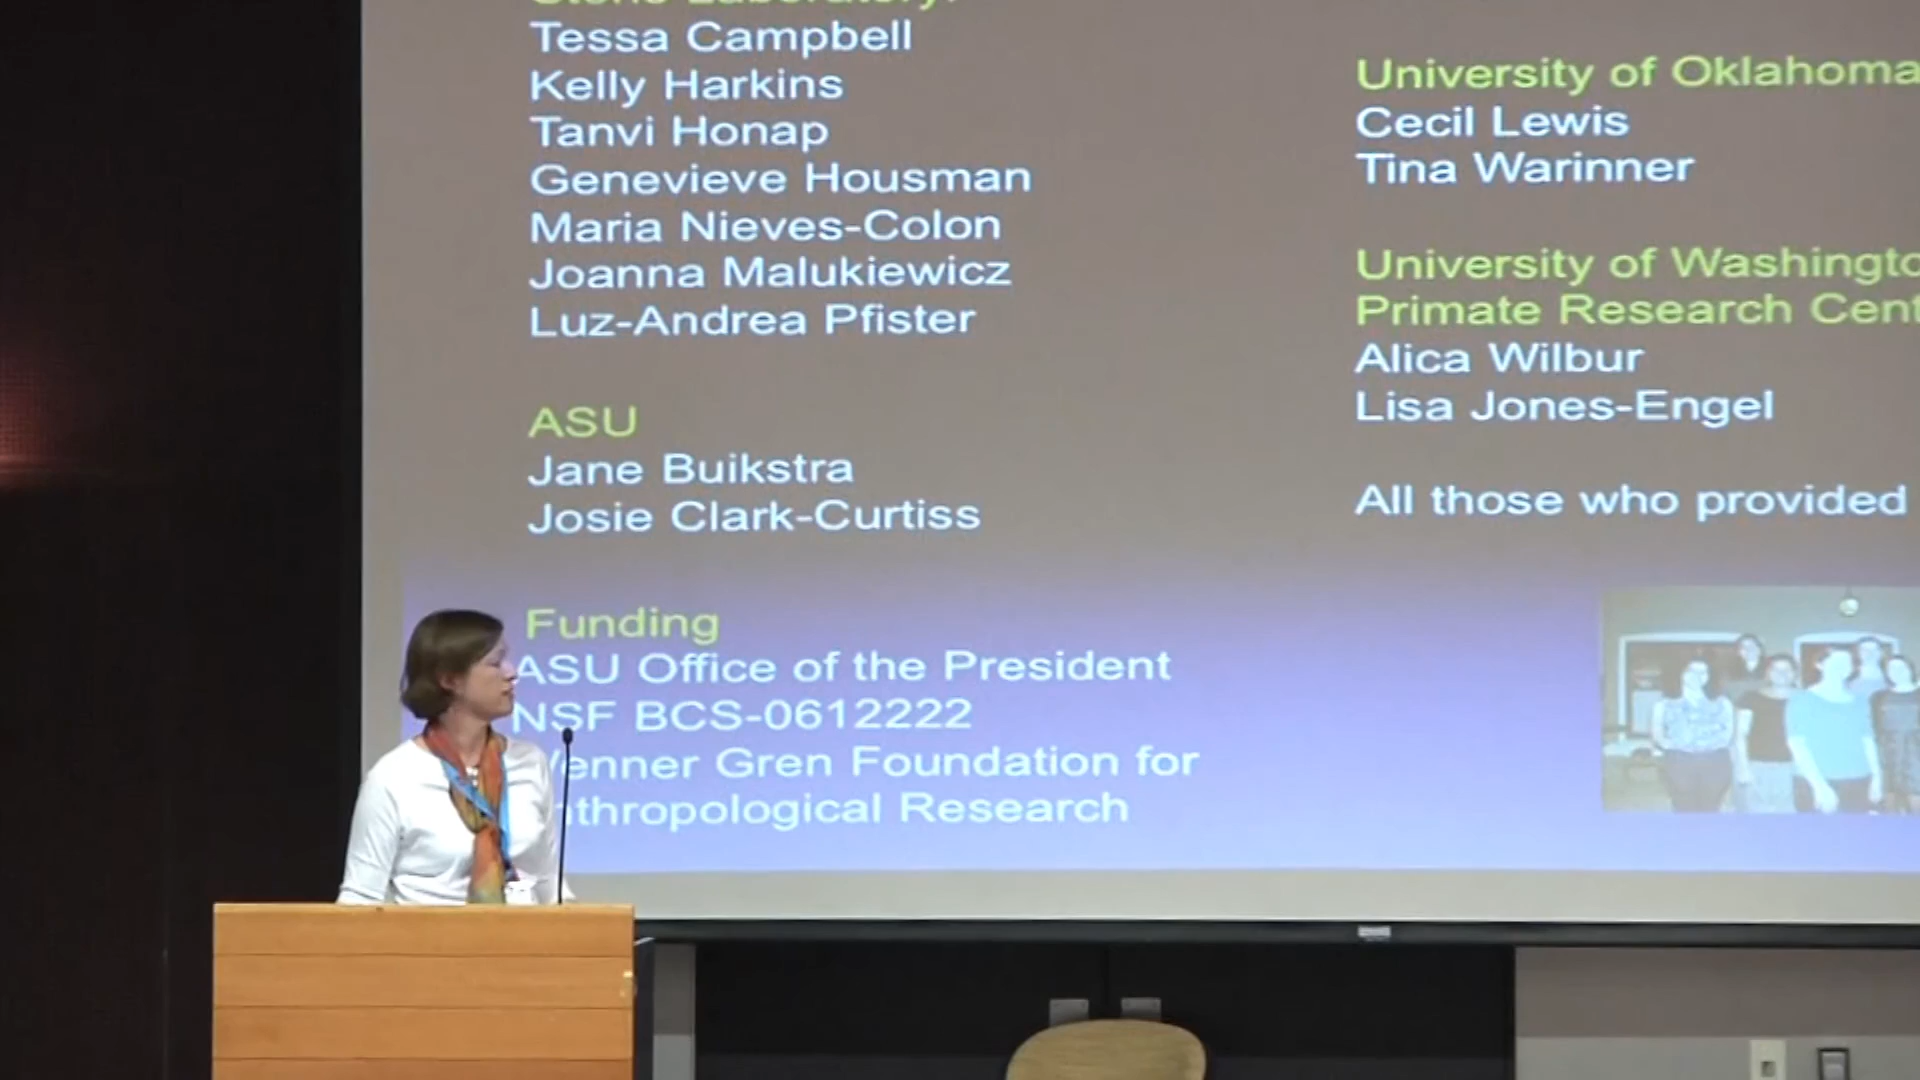 Stone Laboratory:
Tessa Campbell
Kelly Harkins
Tanvi Honap
Genevieve Housman
Maria Nieves-Colon
Joanna Malukiewicz
Luz-Andrea Pfister
ASU
Jane Buikstra
Josie Clark-Curtiss
Funding
ASU Office of the President
NSF BCS-0612222
enner Gren Foundation for
thropological Research
University of Oklahoma
Cecil Lewis
Tina Warinner
University of Washingto
Primate Research Cent
Alica Wilbur
Lisa Jones-Engel
All those who provided